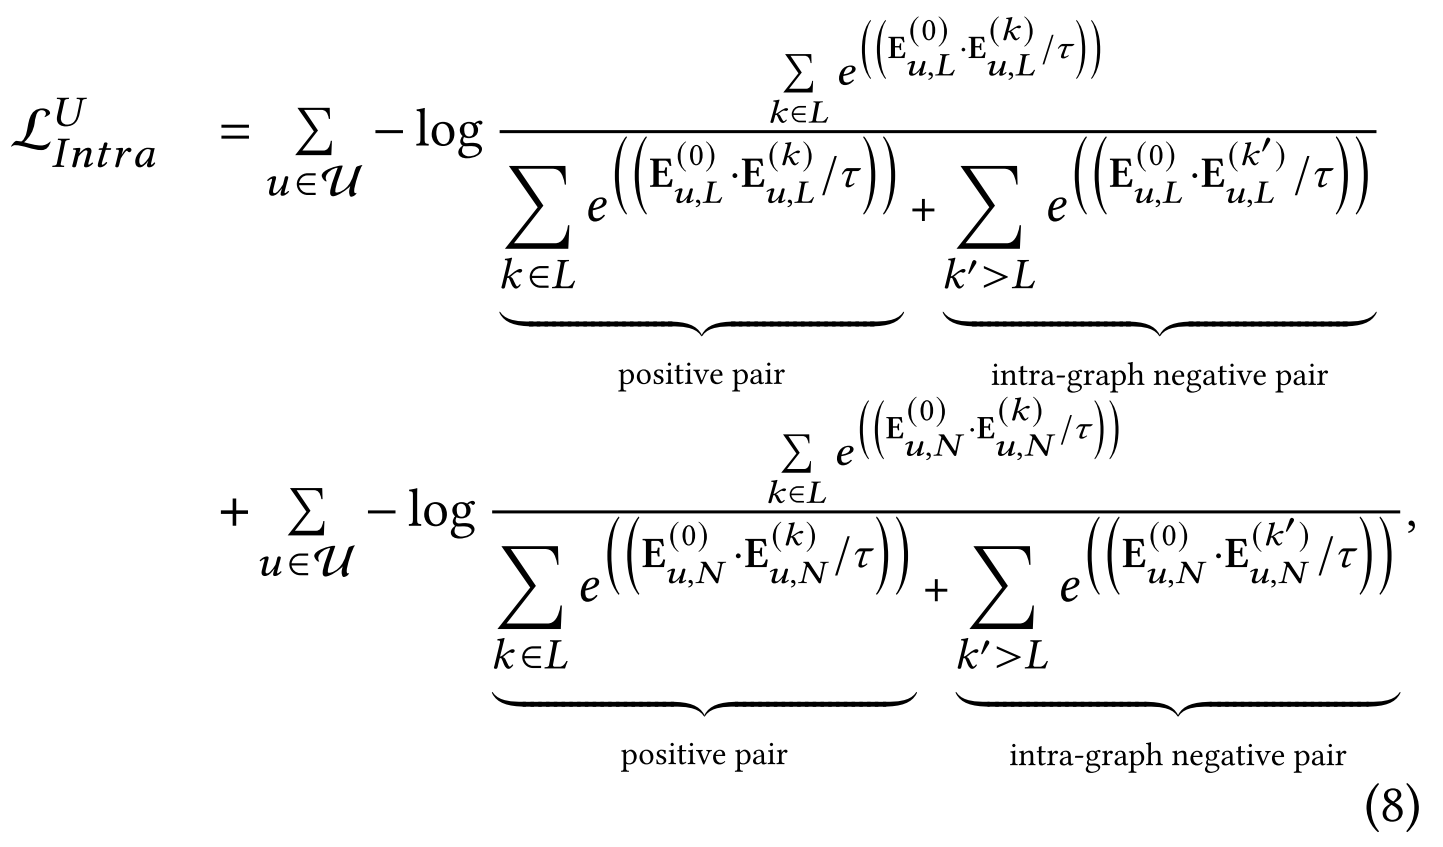 \mathcal{L}_{Intra}^{U} = \sum_{u \in \mathcal{U}} - \log \frac{\sum_{k \in L} e^{\left(\left(\mathbf{E}_{u,L}^{(0)} \cdot \mathbf{E}_{u,L}^{(k)} / \tau\right)\right)}}{\underbrace{\sum_{k \in L} e^{\left(\left(\mathbf{E}_{u,L}^{(0)} \cdot \mathbf{E}_{u,L}^{(k)} / \tau\right)\right)}}_{\text{positive pair}} + \underbrace{\sum_{k' > L} e^{\left(\left(\mathbf{E}_{u,L}^{(0)} \cdot \mathbf{E}_{u,L}^{(k')} / \tau\right)\right)}}_{\text{intra-graph negative pair}}}
+ \sum_{u \in \mathcal{U}} - \log \frac{\sum_{k \in L} e^{\left(\left(\mathbf{E}_{u,N}^{(0)} \cdot \mathbf{E}_{u,N}^{(k)} / \tau\right)\right)}}{\underbrace{\sum_{k \in L} e^{\left(\left(\mathbf{E}_{u,N}^{(0)} \cdot \mathbf{E}_{u,N}^{(k)} / \tau\right)\right)}}_{\text{positive pair}} + \underbrace{\sum_{k' > L} e^{\left(\left(\mathbf{E}_{u,N}^{(0)} \cdot \mathbf{E}_{u,N}^{(k')} / \tau\right)\right)}}_{\text{intra-graph negative pair}}},
(8)